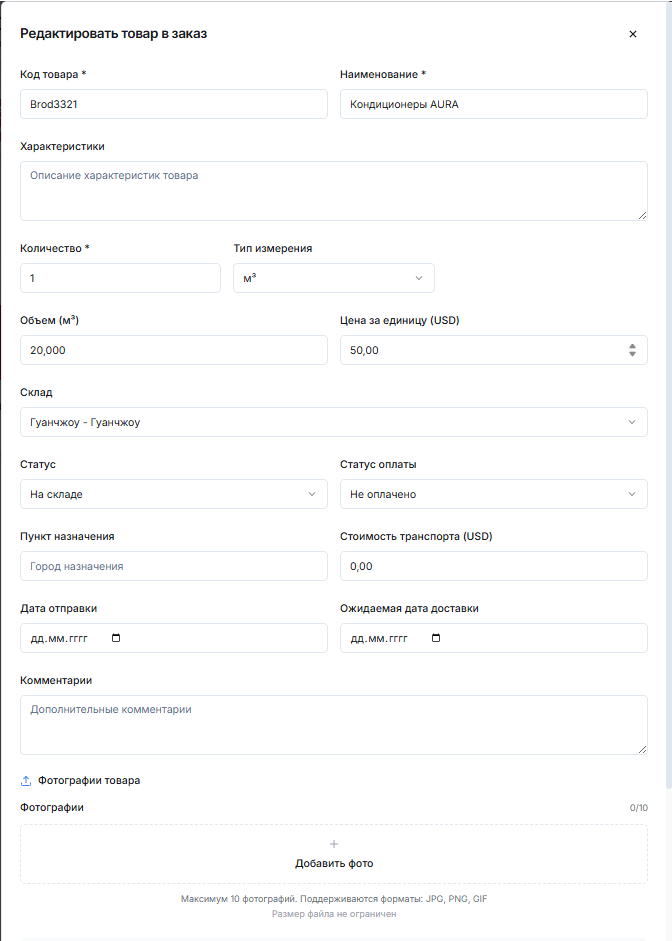 Редактировать товар в заказ
Код товара * Наименование *
Brod3321 Кондиционеры AURA
Характеристики
Описание характеристик товара
Количество * Тип измерения
1 м³
Объем (м³) Цена за единицу (USD)
20,000 50,00
Склад
Гуанчжоу - Гуанчжоу
Статус Статус оплаты
На складе Не оплачено
Пункт назначения Стоимость транспорта (USD)
Город назначения 0,00
Дата отправки Ожидаемая дата доставки
дд.мм.гггг дд.мм.гггг
Комментарии
Дополнительные комментарии
Фотографии товара
Фотографии 0/10
Добавить фото
Максимум 10 фотографий. Поддерживаются форматы: JPG, PNG, GIF
Размер файла не ограничен